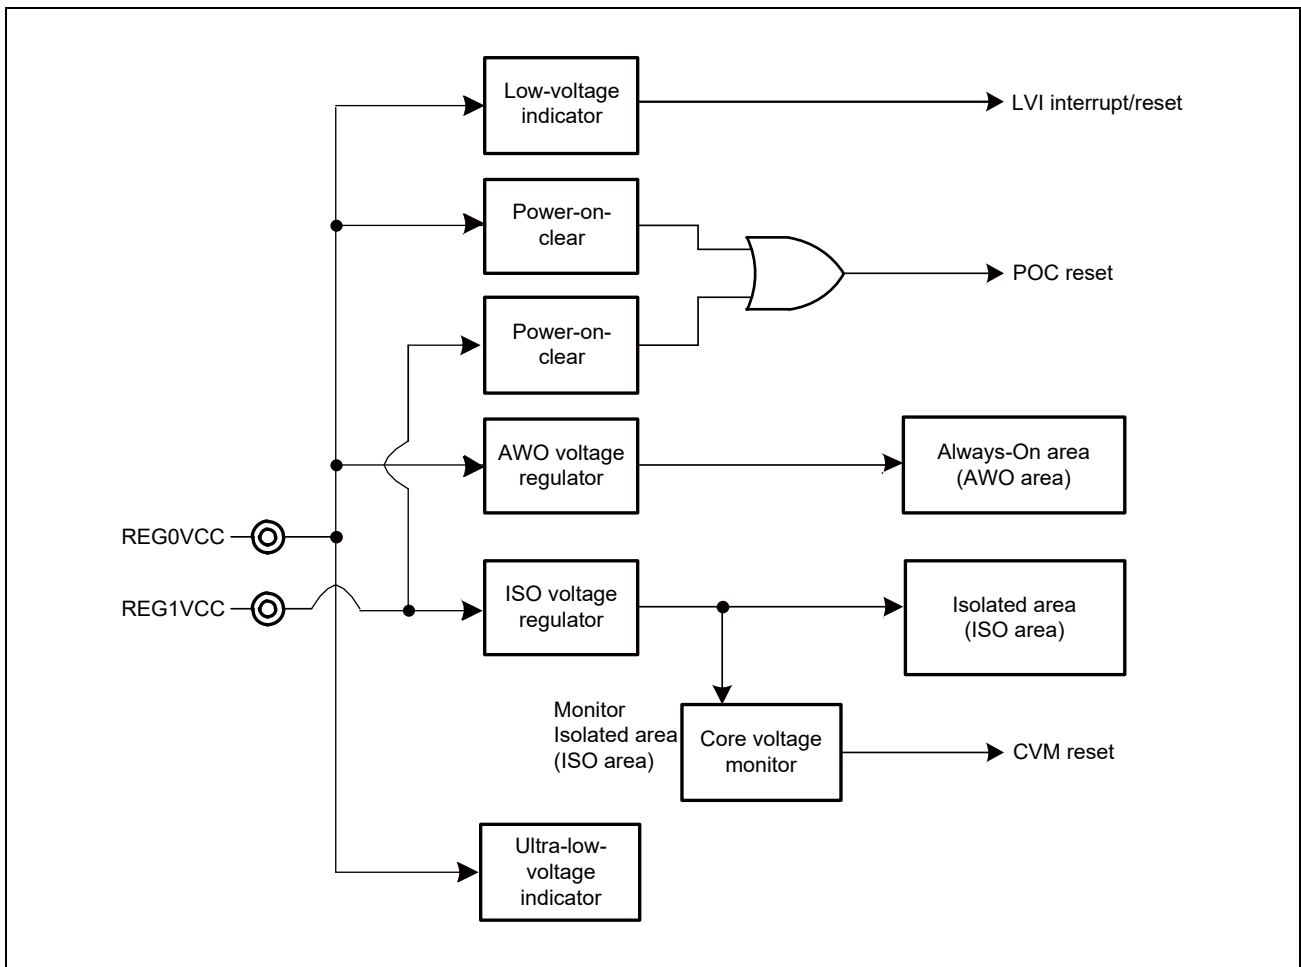 Low-voltage
indicator
LVI interrupt/reset
Power-on-
clear
POC reset
Power-on-
clear
AWO voltage
regulator
Always-On area
(AWO area)
REG0VCC
REG1VCC
ISO voltage
regulator
Isolated area
(ISO area)
Monitor
Isolated area
(ISO area)
Core voltage
monitor
CVM reset
Ultra-low-
voltage
indicator